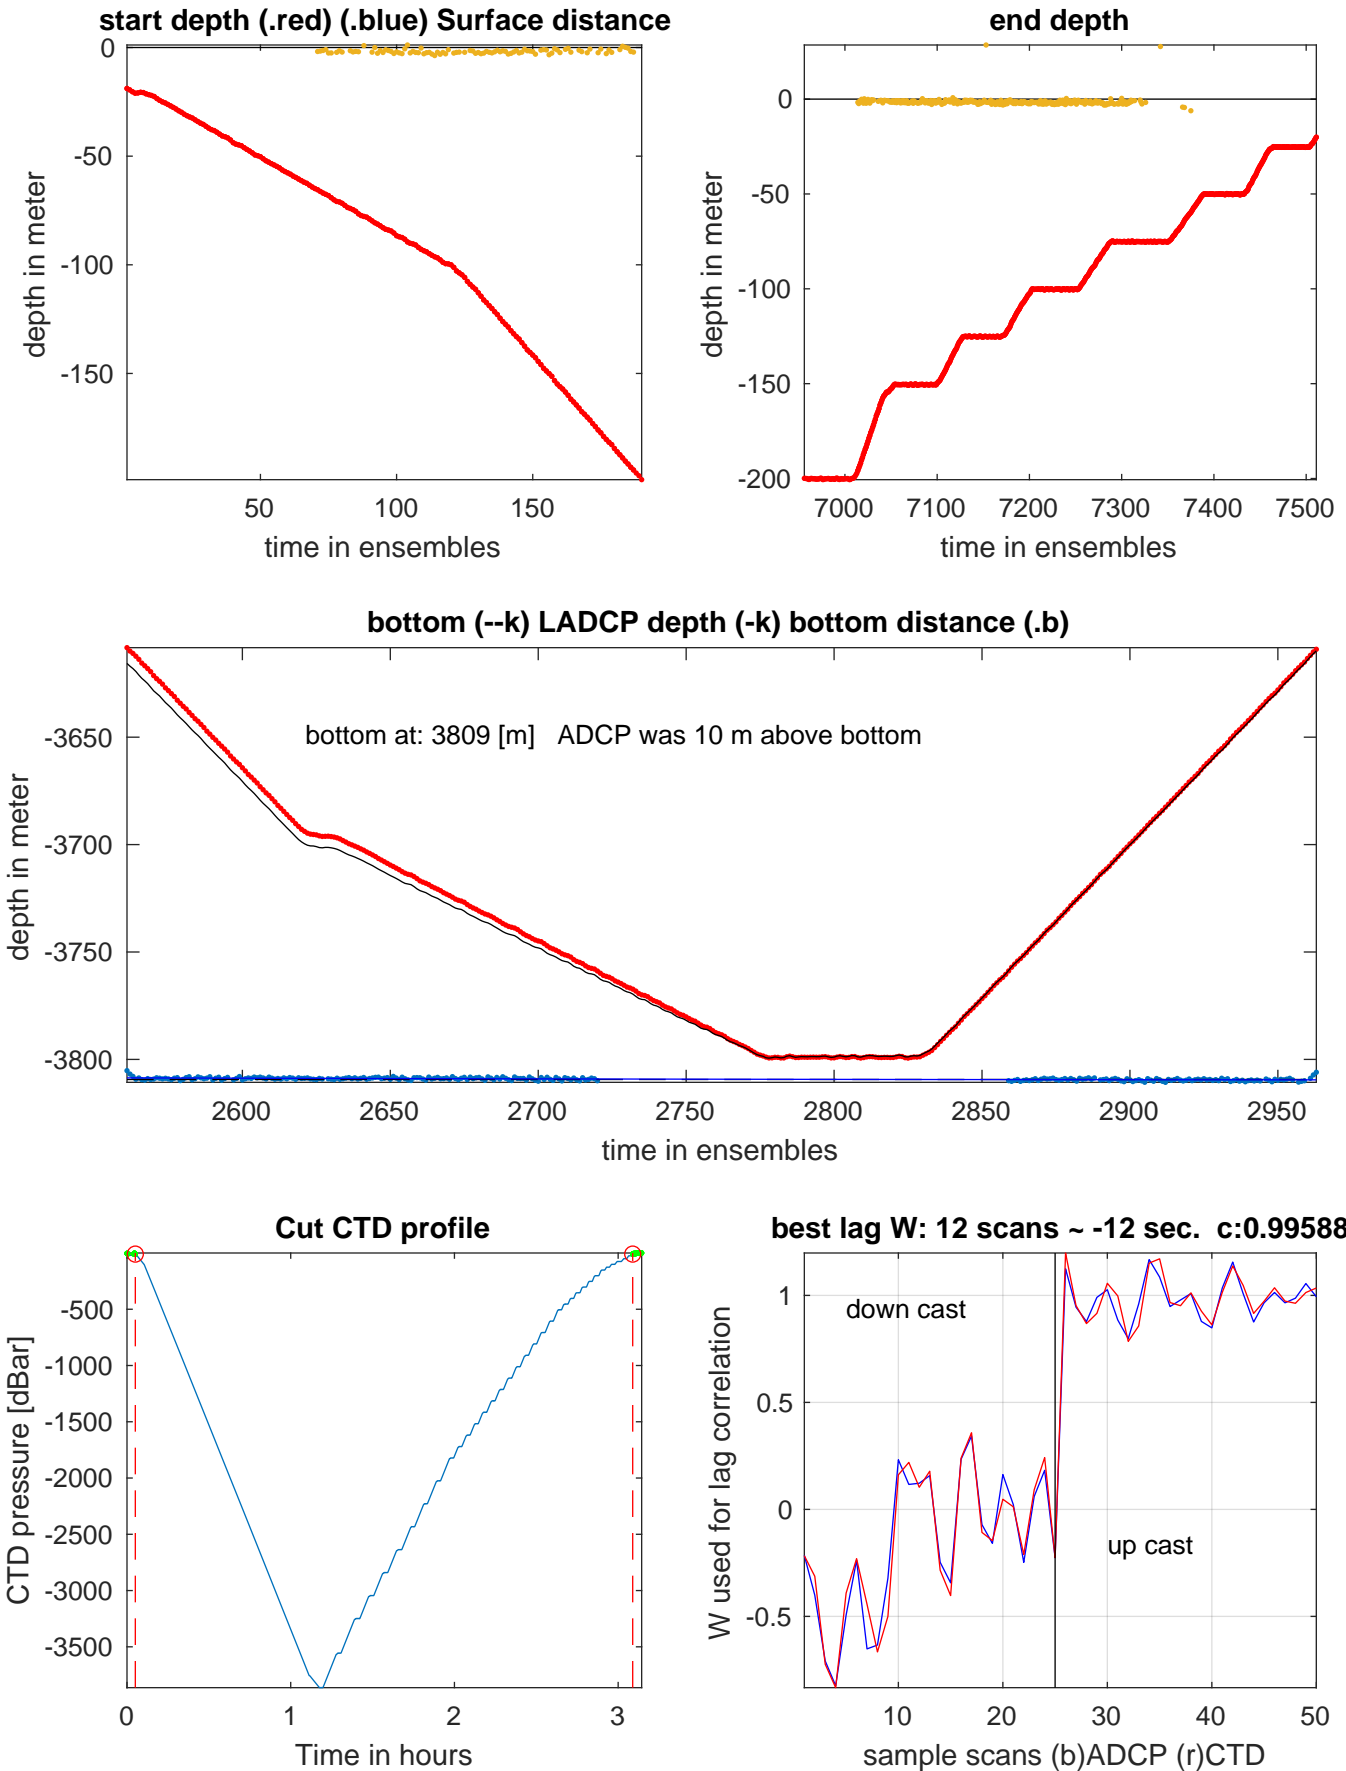 start depth (.red) (.blue) Surface distance
0
-50
-100
-150
depth in meter
50
100
150
time in ensembles
end depth
0
-50
-100
-150
-200
depth in meter
7000
7100
7200
7300
7400
7500
time in ensembles
bottom (--k) LADCP depth (-k) bottom distance (.b)
bottom at: 3809 [m]   ADCP was 10 m above bottom
-3650
-3700
-3750
-3800
depth in meter
2600
2650
2700
2750
2800
2850
2900
2950
time in ensembles
Cut CTD profile
-500
-1000
-1500
-2000
-2500
-3000
-3500
CTD pressure [dBar]
0
1
2
3
Time in hours
best lag W: 12 scans ~ -12 sec.  c:0.99588
down cast
up cast
1
0.5
0
-0.5
W used for lag correlation
10
20
30
40
50
sample scans (b)ADCP (r)CTD